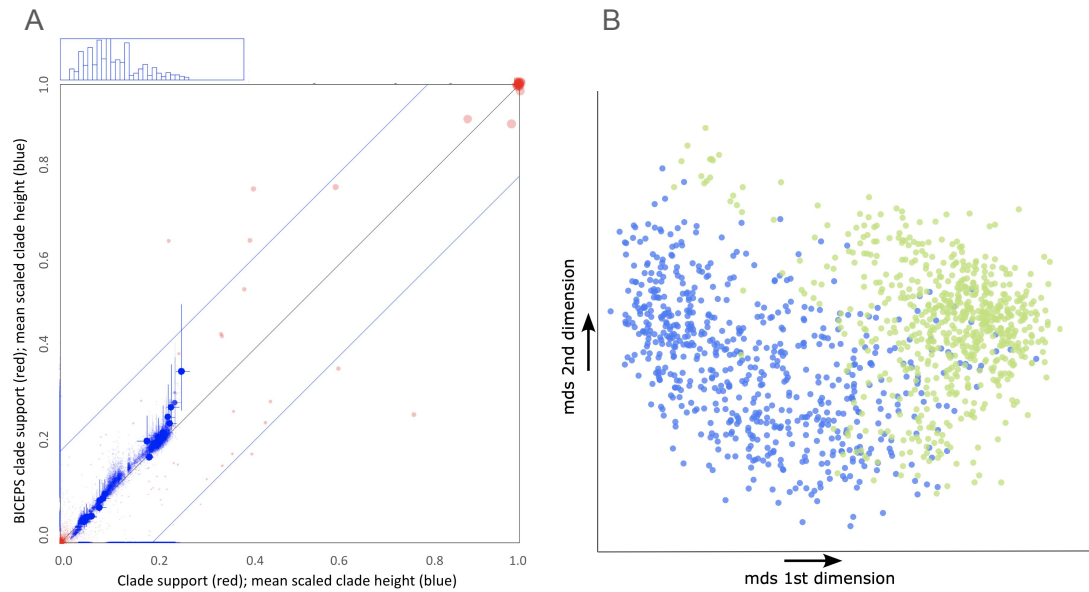 A
B
1.0
0.8
0.6
0.4
0.2
0.0
BICEPS clade support (red); mean scaled clade height (blue)
0.0 0.2 0.4 0.6 0.8 1.0
Clade support (red); mean scaled clade height (blue)
mds 2nd dimension
mds 1st dimension